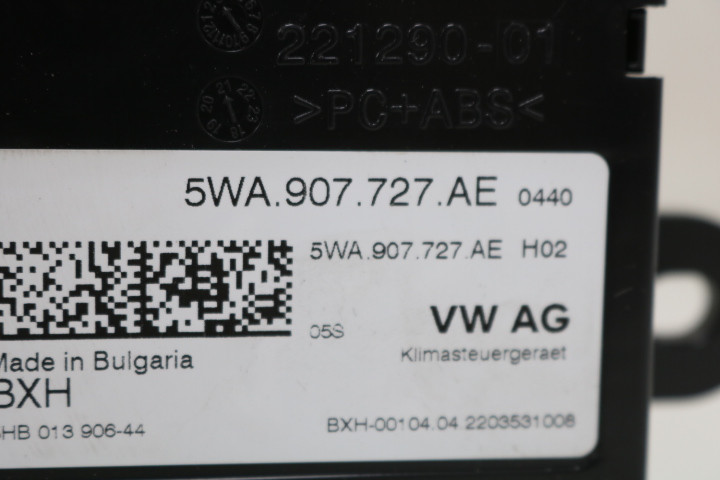 221290-01
>PC+ABS<
5WA.907.727.AE 0440
5WA.907.727.AE H02
05S
VW AG
Made in Bulgaria
Klimasteuergeraet
BXH
5HB 013 906-44
BXH-00104.04 2203531008